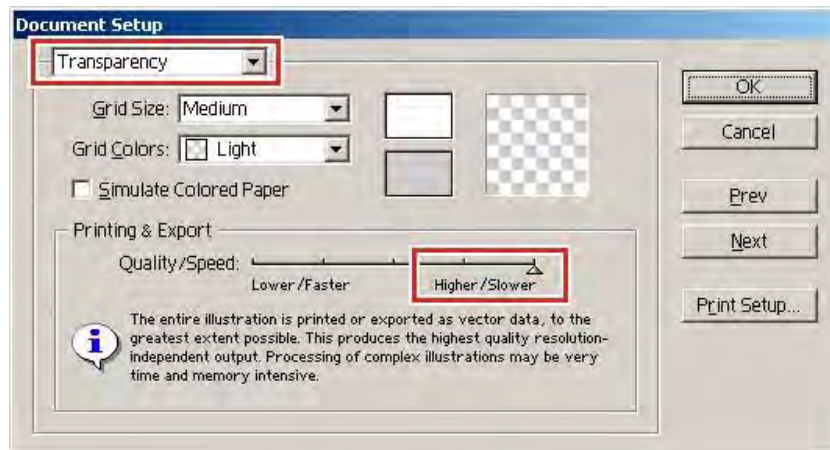 Document Setup
Transparency
OK
Grid Size: Medium
Cancel
Grid Colors: Light
Simulate Colored Paper
Prev
Printing & Export
Next
Quality/Speed:
Lower/Faster Higher/Slower
Print Setup...
The entire illustration is printed or exported as vector data, to the
greatest extent possible. This produces the highest quality resolution-
independent output. Processing of complex illustrations may be very
time and memory intensive.